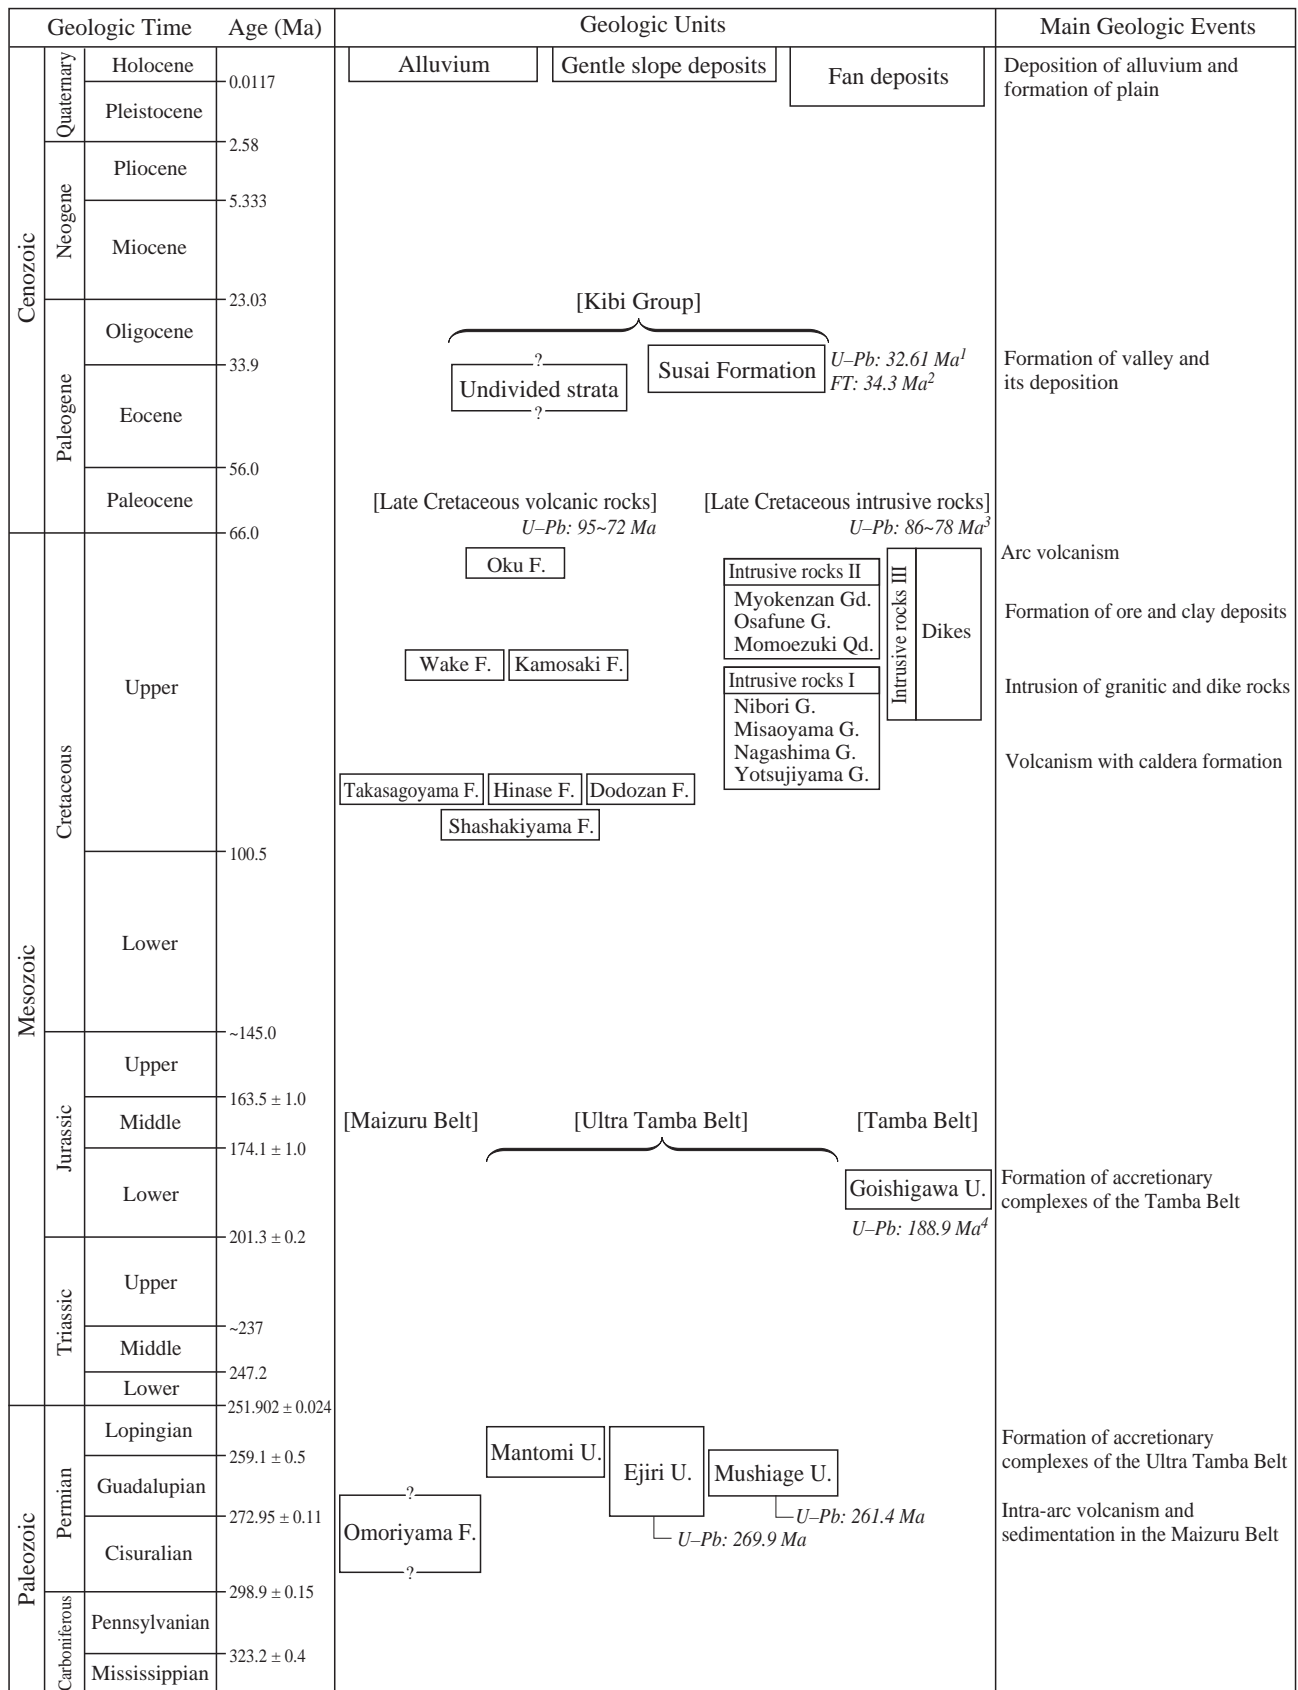 Geologic Time
Age (Ma)
Geologic Units
Main Geologic Events
Cenozoic
Quaternary
Holocene
0.0117
Pleistocene
2.58
Neogene
Pliocene
5.333
Miocene
23.03
Paleogene
Oligocene
33.9
Eocene
56.0
Paleocene
66.0
Mesozoic
Cretaceous
Upper
100.5
Lower
~145.0
Jurassic
Upper
163.5 ± 1.0
Middle
174.1 ± 1.0
Lower
201.3 ± 0.2
Triassic
Upper
~237
Middle
247.2
Lower
251.902 ± 0.024
Paleozoic
Permian
Lopingian
259.1 ± 0.5
Guadalupian
272.95 ± 0.11
Cisuralian
298.9 ± 0.15
Carboniferous
Pennsylvanian
323.2 ± 0.4
Mississippian
Alluvium
Gentle slope deposits
Fan deposits
[Kibi Group]
?
Undivided strata
?
Susai Formation
U–Pb: 32.61 Ma1
FT: 34.3 Ma2
[Late Cretaceous volcanic rocks]
U–Pb: 95~72 Ma
[Late Cretaceous intrusive rocks]
U–Pb: 86~78 Ma3
Oku F.
Wake F.
Kamosaki F.
Takasagoyama F.
Hinase F.
Dodozan F.
Shashakiyama F.
Intrusive rocks II
Myokenzan Gd.
Osafune G.
Momoezuki Qd.
Intrusive rocks I
Nibori G.
Misaoyama G.
Nagashima G.
Yotsujiyama G.
Intrusive rocks III
Dikes
[Maizuru Belt]
[Ultra Tamba Belt]
[Tamba Belt]
Goishigawa U.
U–Pb: 188.9 Ma4
Mantomi U.
Ejiri U.
Mushiage U.
U–Pb: 261.4 Ma
U–Pb: 269.9 Ma
?
Omoriyama F.
?
Deposition of alluvium and
formation of plain
Formation of valley and
its deposition
Arc volcanism
Formation of ore and clay deposits
Intrusion of granitic and dike rocks
Volcanism with caldera formation
Formation of accretionary
complexes of the Tamba Belt
Formation of accretionary
complexes of the Ultra Tamba Belt
Intra-arc volcanism and
sedimentation in the Maizuru Belt